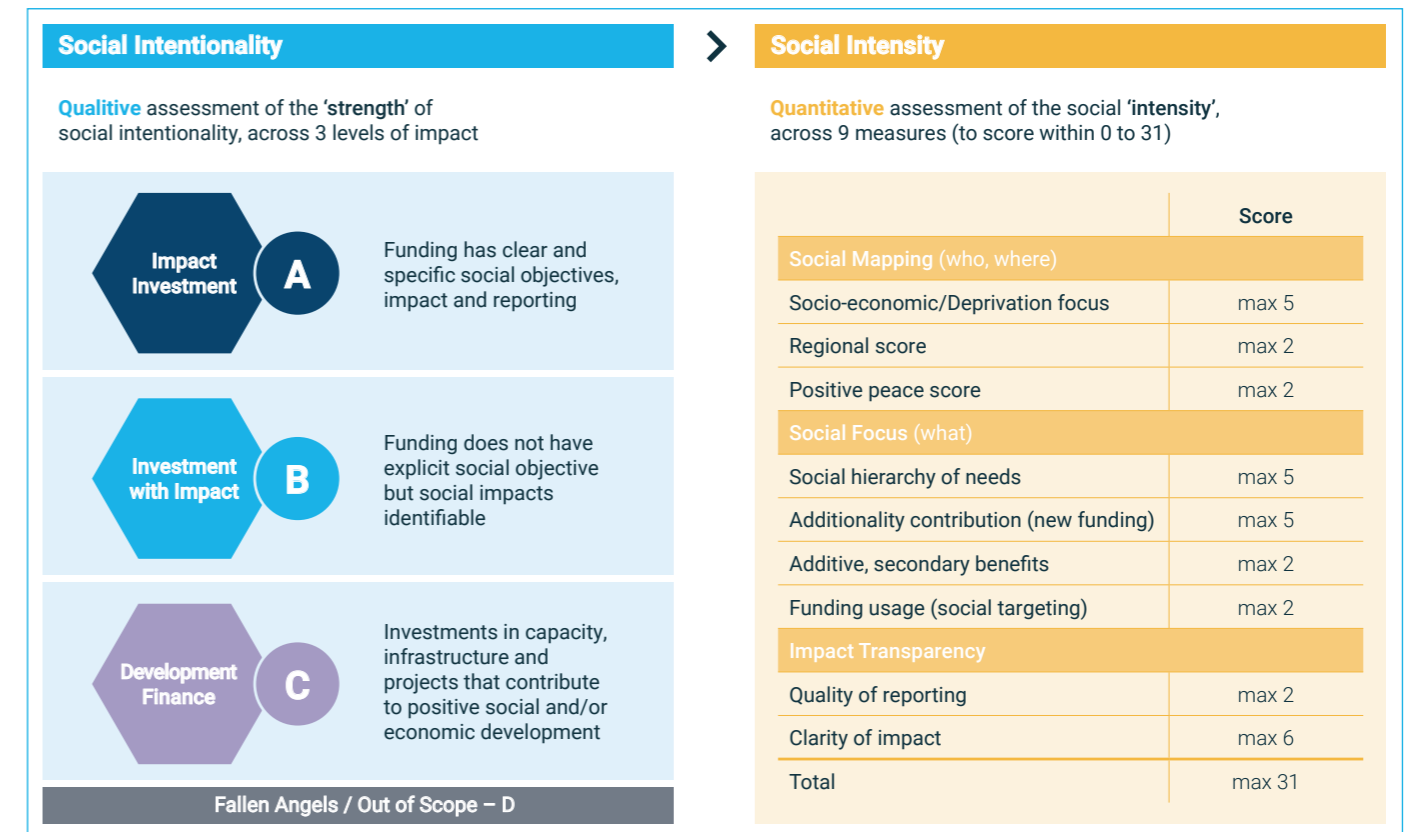 Social Intentionality
Qualitive assessment of the ‘strength’ of
social intentionality, across 3 levels of impact
Impact
Investment
A
Funding has clear and
specific social objectives,
impact and reporting
Investment
with Impact
B
Funding does not have
explicit social objective
but social impacts
identifiable
Development
Finance
C
Investments in capacity,
infrastructure and
projects that contribute
to positive social and/or
economic development
Fallen Angels / Out of Scope – D
Social Intensity
Quantitative assessment of the social ‘intensity’,
across 9 measures (to score within 0 to 31)
Score
Social Mapping (who, where)
Socio-economic/Deprivation focus max 5
Regional score max 2
Positive peace score max 2
Social Focus (what)
Social hierarchy of needs max 5
Additionality contribution (new funding) max 5
Additive, secondary benefits max 2
Funding usage (social targeting) max 2
Impact Transparency
Quality of reporting max 2
Clarity of impact max 6
Total max 31